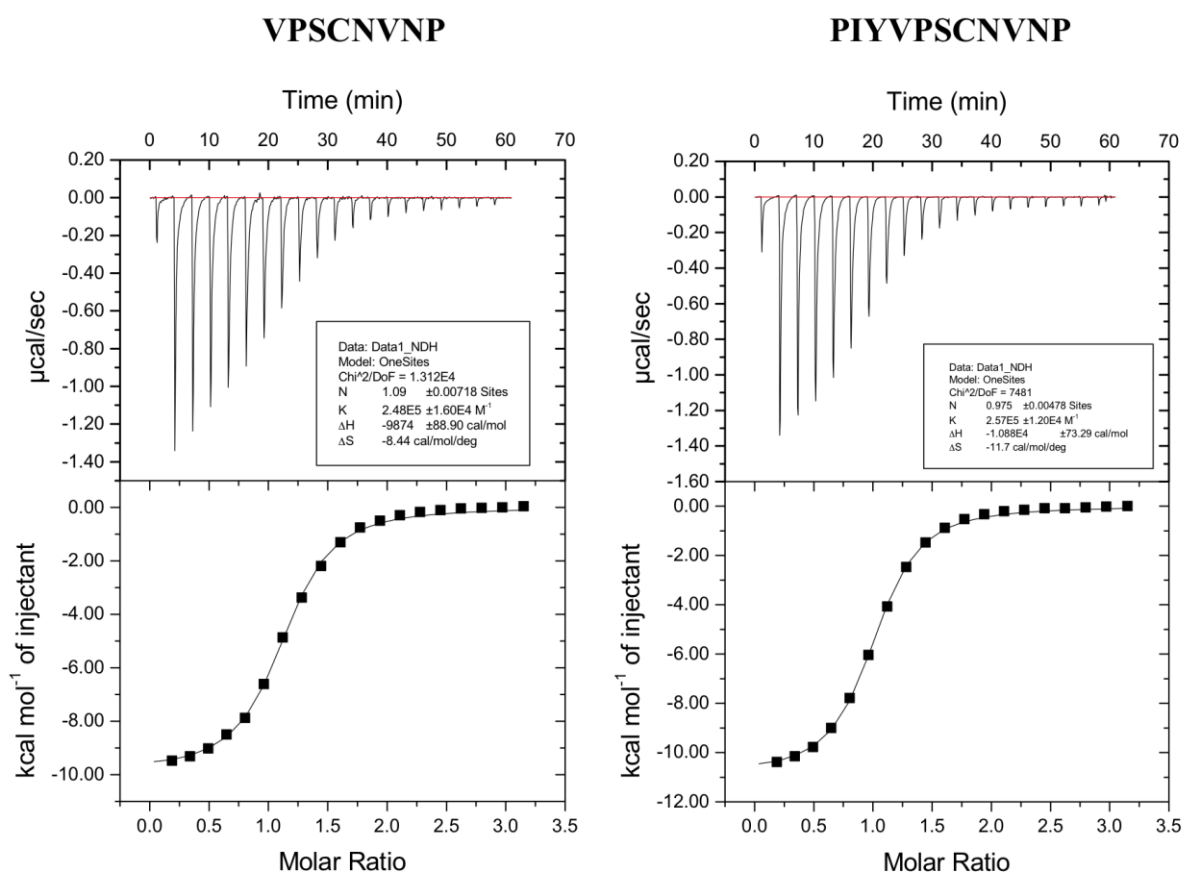 VPSCNVNP
Time (min)
0 10 20 30 40 50 60 70
0.20
0.00
-0.20
-0.40
-0.60
-0.80
-1.00
-1.20
-1.40
µcal/sec
Data: Data1_NDH
Model: OneSites
Chi^2/DoF = 1.312E4
N 1.09 ±0.00718 Sites
K 2.48E5 ±1.60E4 M⁻¹
ΔH -9874 ±88.90 cal/mol
ΔS -8.44 cal/mol/deg
0.00
-2.00
-4.00
-6.00
-8.00
-10.00
kcal mol⁻¹ of injectant
0.0 0.5 1.0 1.5 2.0 2.5 3.0 3.5
Molar Ratio
PIYVPSCNVNP
Time (min)
0 10 20 30 40 50 60 70
0.20
0.00
-0.20
-0.40
-0.60
-0.80
-1.00
-1.20
-1.40
-1.60
µcal/sec
Data: Data1_NDH
Model: OneSites
Chi^2/DoF = 7481
N 0.975 ±0.00478 Sites
K 2.57E5 ±1.20E4 M⁻¹
ΔH -1.088E4 ±73.29 cal/mol
ΔS -11.7 cal/mol/deg
0.00
-2.00
-4.00
-6.00
-8.00
-10.00
-12.00
kcal mol⁻¹ of injectant
0.0 0.5 1.0 1.5 2.0 2.5 3.0 3.5
Molar Ratio